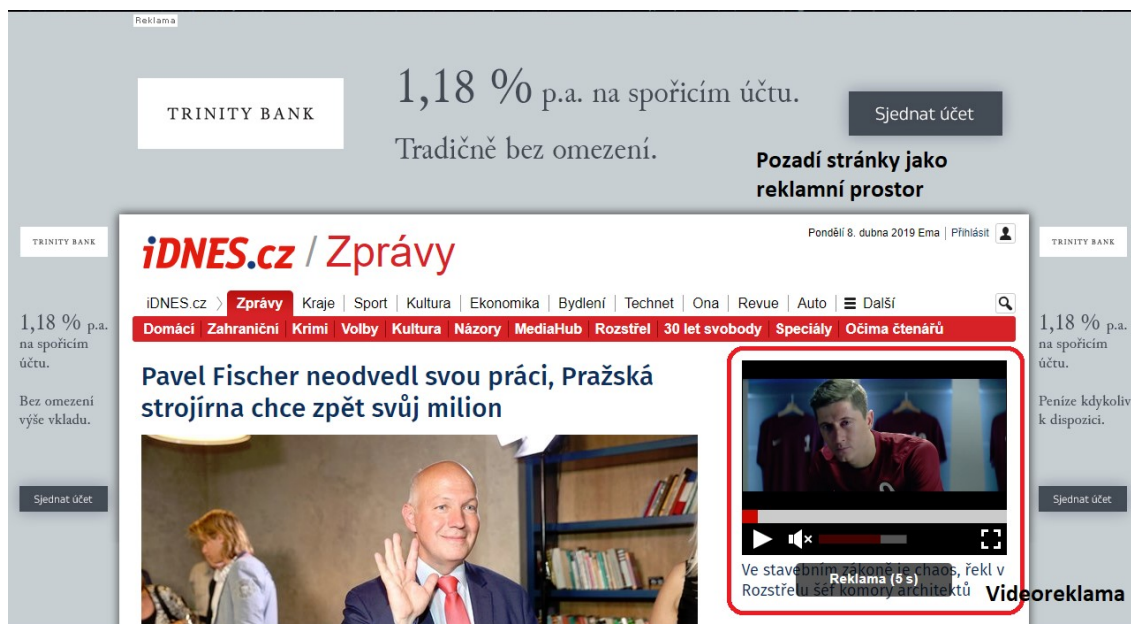 Reklama
TRINITY BANK
1,18 % p.a. na spořicím účtu.
Tradičně bez omezení.
Sjednat účet
Pozadí stránky jako
reklamní prostor
TRINITY BANK
1,18 % p.a.
na spořicím
účtu.
Bez omezení
výše vkladu.
Sjednat účet
iDNES.cz / Zprávy
Pondělí 8. dubna 2019 Ema | Přihlásit
iDNES.cz > Zprávy Kraje | Sport | Kultura | Ekonomika | Bydlení | Technet | Ona | Revue | Auto | ☰ Další
Domácí | Zahraniční | Krimi | Volby | Kultura | Názory | MediaHub | Rozstřel | 30 let svobody | Speciály | Očima čtenářů
Pavel Fischer neodvedl svou práci, Pražská
strojírna chce zpět svůj milion
Ve stavebním zákoně je chaos, řekl v
Rozstřelu šéf komory architektů
Reklama (5 s)
Videoreklama
TRINITY BANK
1,18 % p.a.
na spořicím
účtu.
Peníze kdykoliv
k dispozici.
Sjednat účet